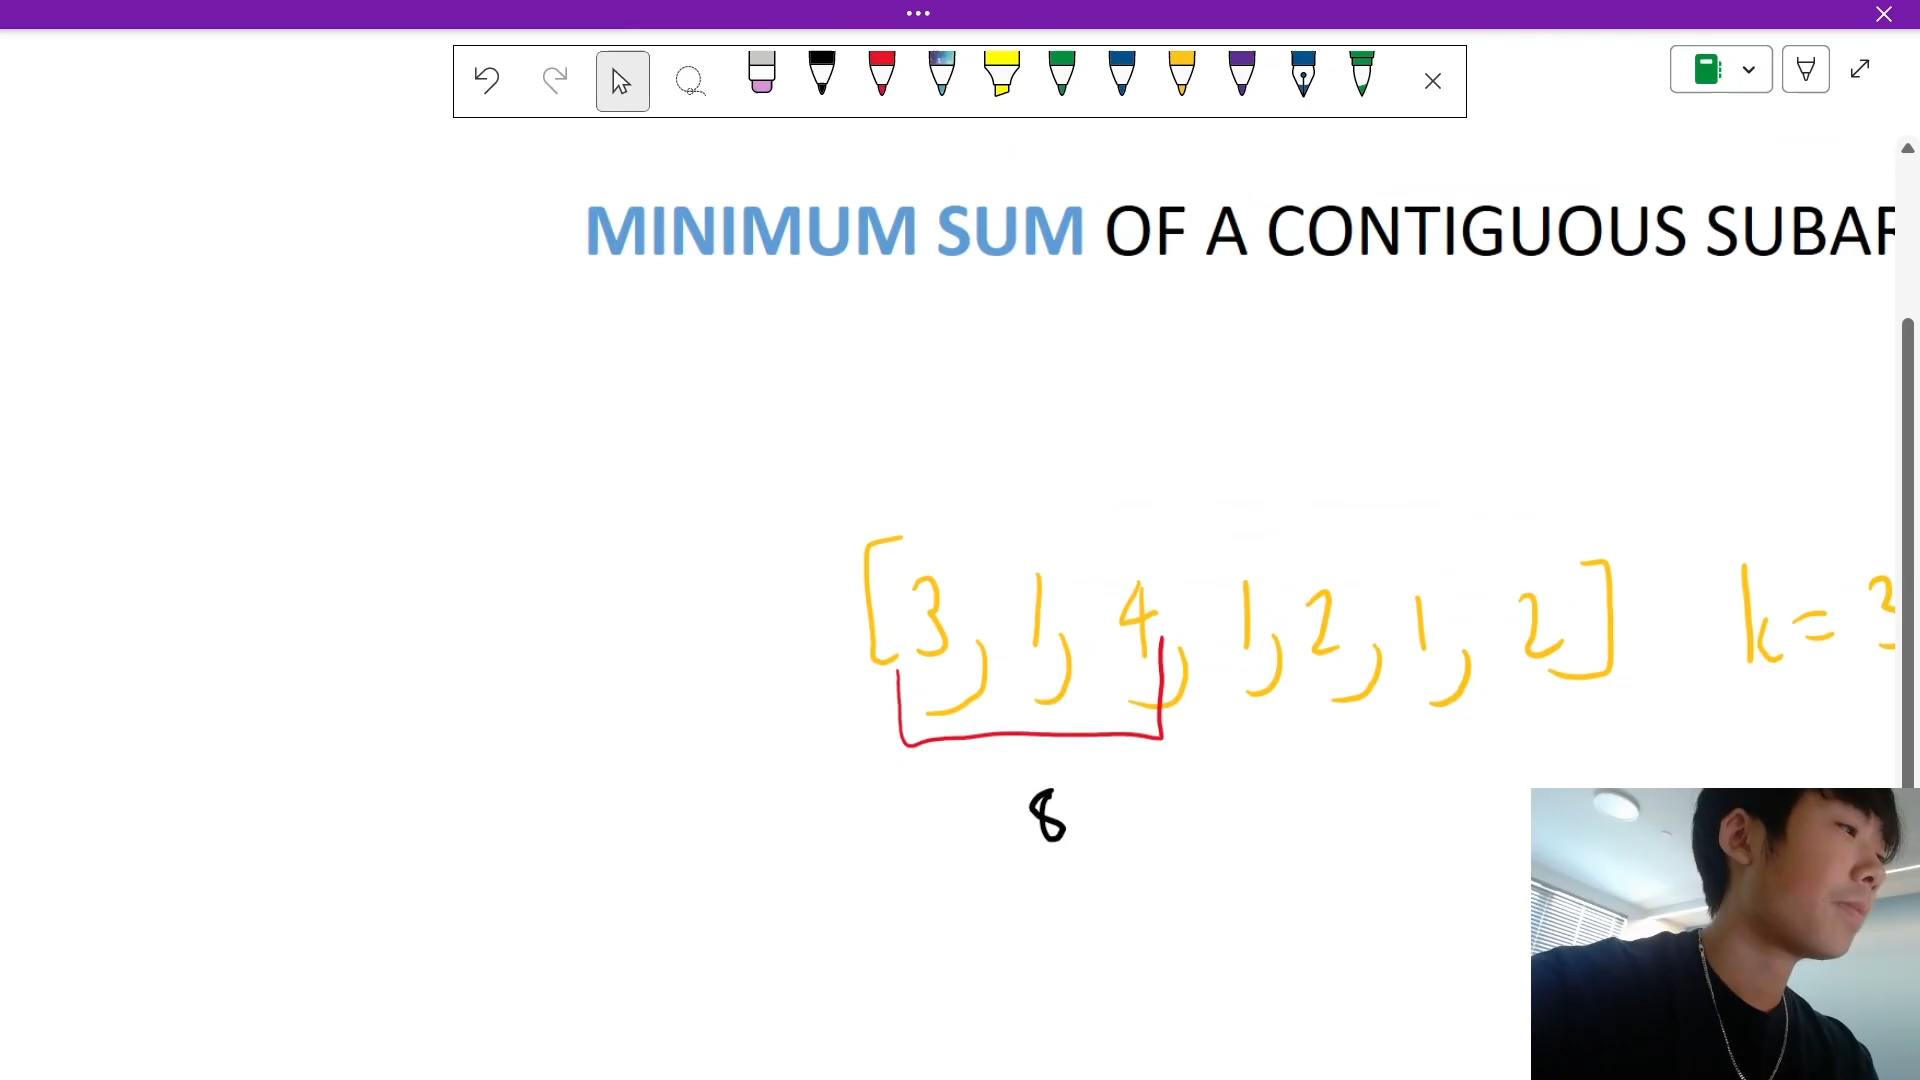 MINIMUM SUM OF A CONTIGUOUS SUBAR
[3, 1, 4, 1, 2, 1, 2] k = 3
8